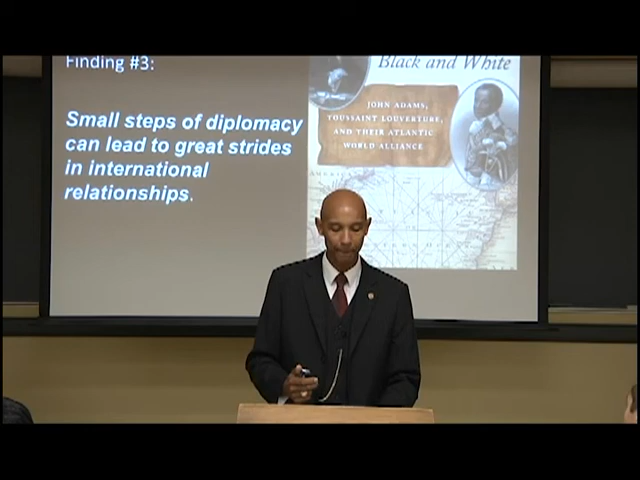 Finding #3:
Small steps of diplomacy
can lead to great strides
in international
relationships.
Black and White
JOHN ADAMS,
TOUSSAINT LOUVERTURE,
AND THEIR ATLANTIC
WORLD ALLIANCE